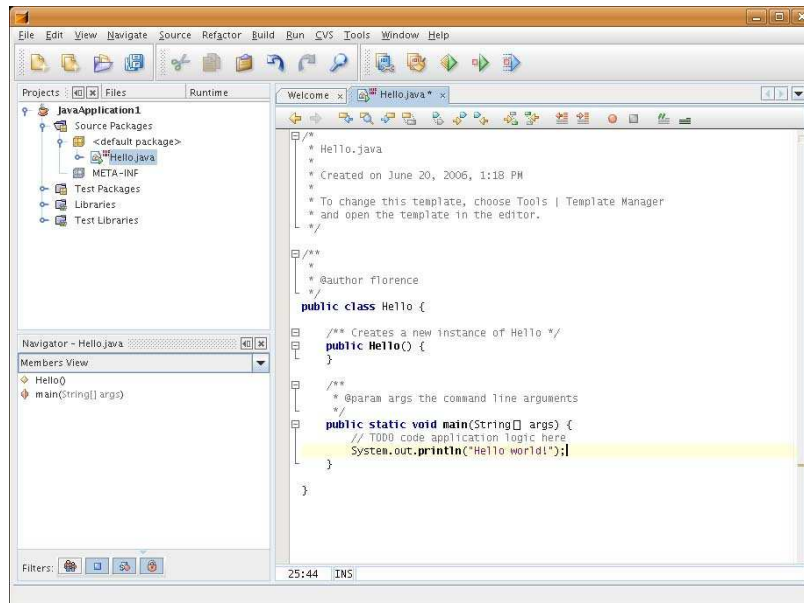 File Edit View Navigate Source Refactor Build Run CVS Tools Window Help
Projects Files Runtime
JavaApplication1
Source Packages
<default package>
Hello.java
META-INF
Test Packages
Libraries
Test Libraries
Navigator - Hello.java
Members View
Hello()
main(String[] args)
Filters:
Welcome x Hello.java * x
/*
* Hello.java
*
* Created on June 20, 2006, 1:18 PM
*
* To change this template, choose Tools | Template Manager
* and open the template in the editor.
*/
/**
*
* @author florence
*/
public class Hello {
/** Creates a new instance of Hello */
public Hello() {
}
/**
* @param args the command line arguments
*/
public static void main(String[] args) {
// TODO code application logic here
System.out.println("Hello world!");
}
}
25:44 INS